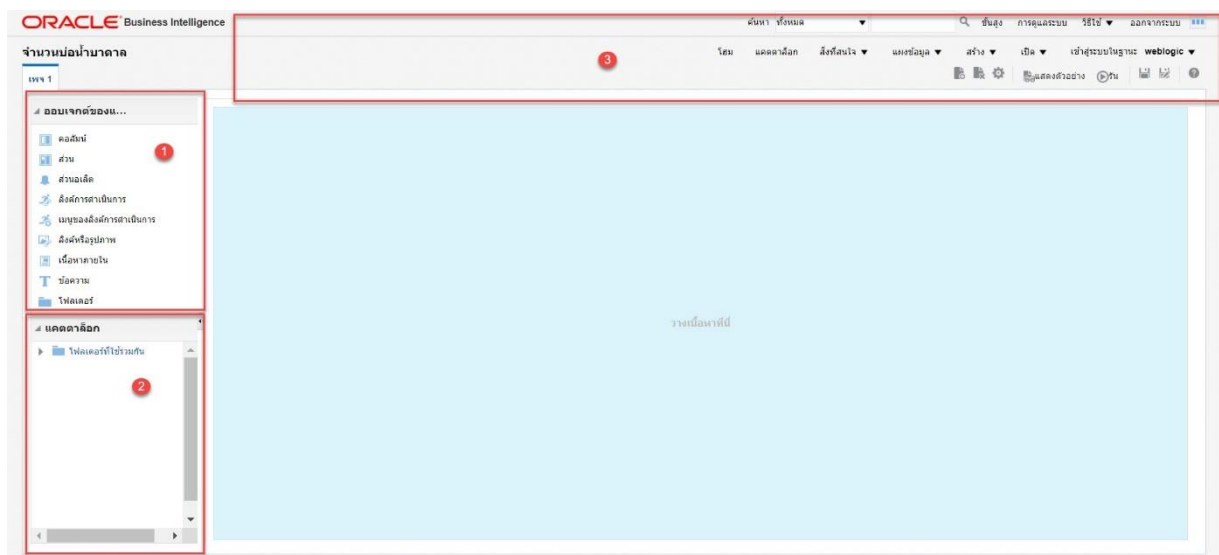 ORACLE Business Intelligence
ค้นหา ทั้งหมด
ขั้นสูง การดูแลระบบ วิธีใช้ ออกจากระบบ
จำนวนบ่อน้ำบาดาล
โฮม แคตตาล็อก สิ่งที่สนใจ แผงข้อมูล สร้าง เปิด เข้าสู่ระบบในฐานะ weblogic
3
เพจ 1
แสดงตัวอย่าง รัน
ออบเจกต์ของแ...
คอลัมน์
1
ส่วน
ส่วนอเล็ต
ลิงค์การดำเนินการ
เมนูของลิงค์การดำเนินการ
ลิงค์หรือรูปภาพ
เนื้อหาภายใน
ข้อความ
โฟลเดอร์
วางเนื้อหาที่นี่
แคตตาล็อก
โฟลเดอร์ที่ใช้ร่วมกัน
2